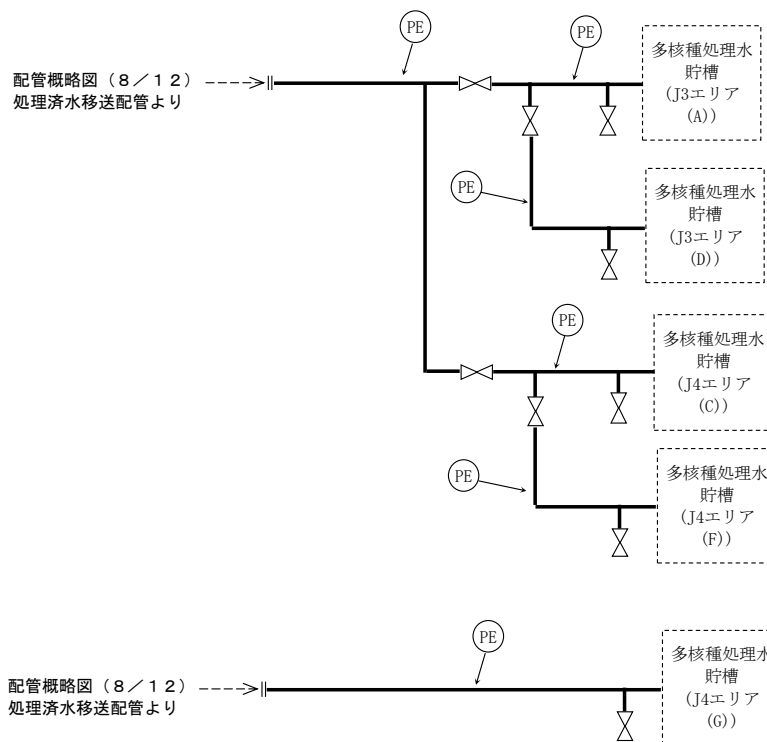 PE
PE
配管概略図（８／１２）
処理済水移送配管より
多核種処理水
貯槽
(J3エリア
(A))
PE
多核種処理水
貯槽
(J3エリア
(D))
PE
多核種処理水
貯槽
(J4エリア
(C))
PE
多核種処理水
貯槽
(J4エリア
(F))
PE
配管概略図（８／１２）
処理済水移送配管より
多核種処理水
貯槽
(J4エリア
(G))